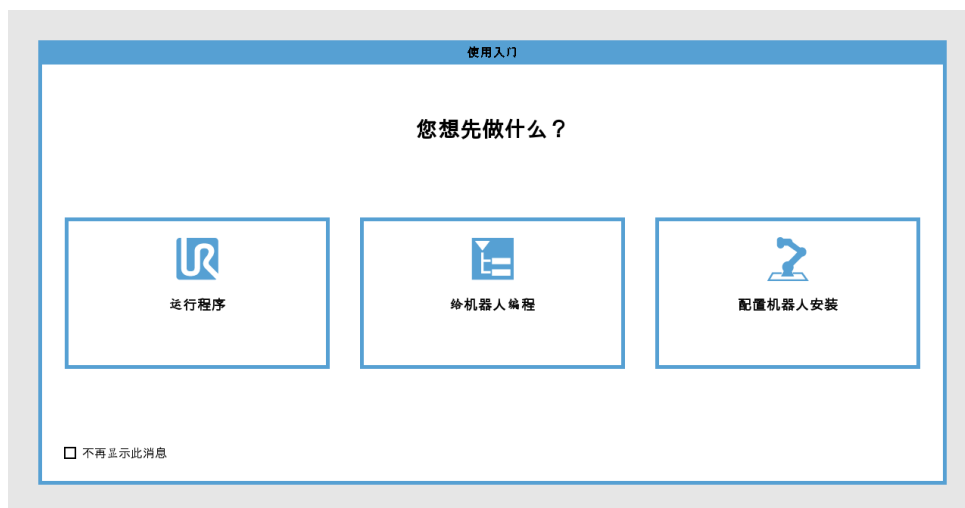 使用入门
您想先做什么？
运行程序
给机器人编程
配置机器人安装
不再显示此消息